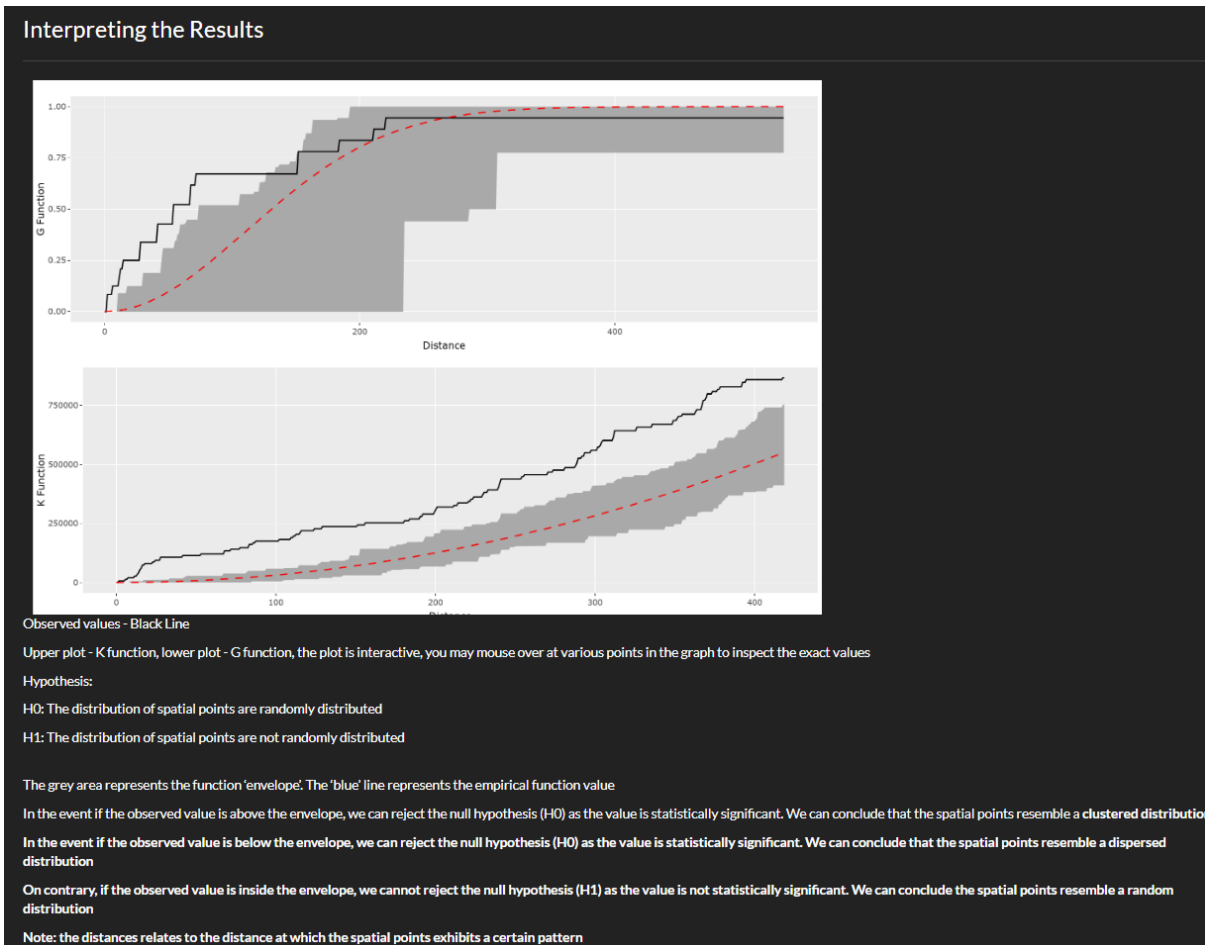 Interpreting the Results
1.00
0.75
0.50
0.25
0.00
G Function
0
200
400
Distance
750000
500000
250000
0
K Function
0
100
200
300
400
Observed values - Black Line
Upper plot - K function, lower plot - G function, the plot is interactive, you may mouse over at various points in the graph to inspect the exact values
Hypothesis:
H0: The distribution of spatial points are randomly distributed
H1: The distribution of spatial points are not randomly distributed
The grey area represents the function 'envelope'. The 'blue' line represents the empirical function value
In the event if the observed value is above the envelope, we can reject the null hypothesis (H0) as the value is statistically significant. We can conclude that the spatial points resemble a clustered distribution
In the event if the observed value is below the envelope, we can reject the null hypothesis (H0) as the value is statistically significant. We can conclude that the spatial points resemble a dispersed
distribution
On contrary, if the observed value is inside the envelope, we cannot reject the null hypothesis (H1) as the value is not statistically significant. We can conclude the spatial points resemble a random
distribution
Note: the distances relates to the distance at which the spatial points exhibits a certain pattern